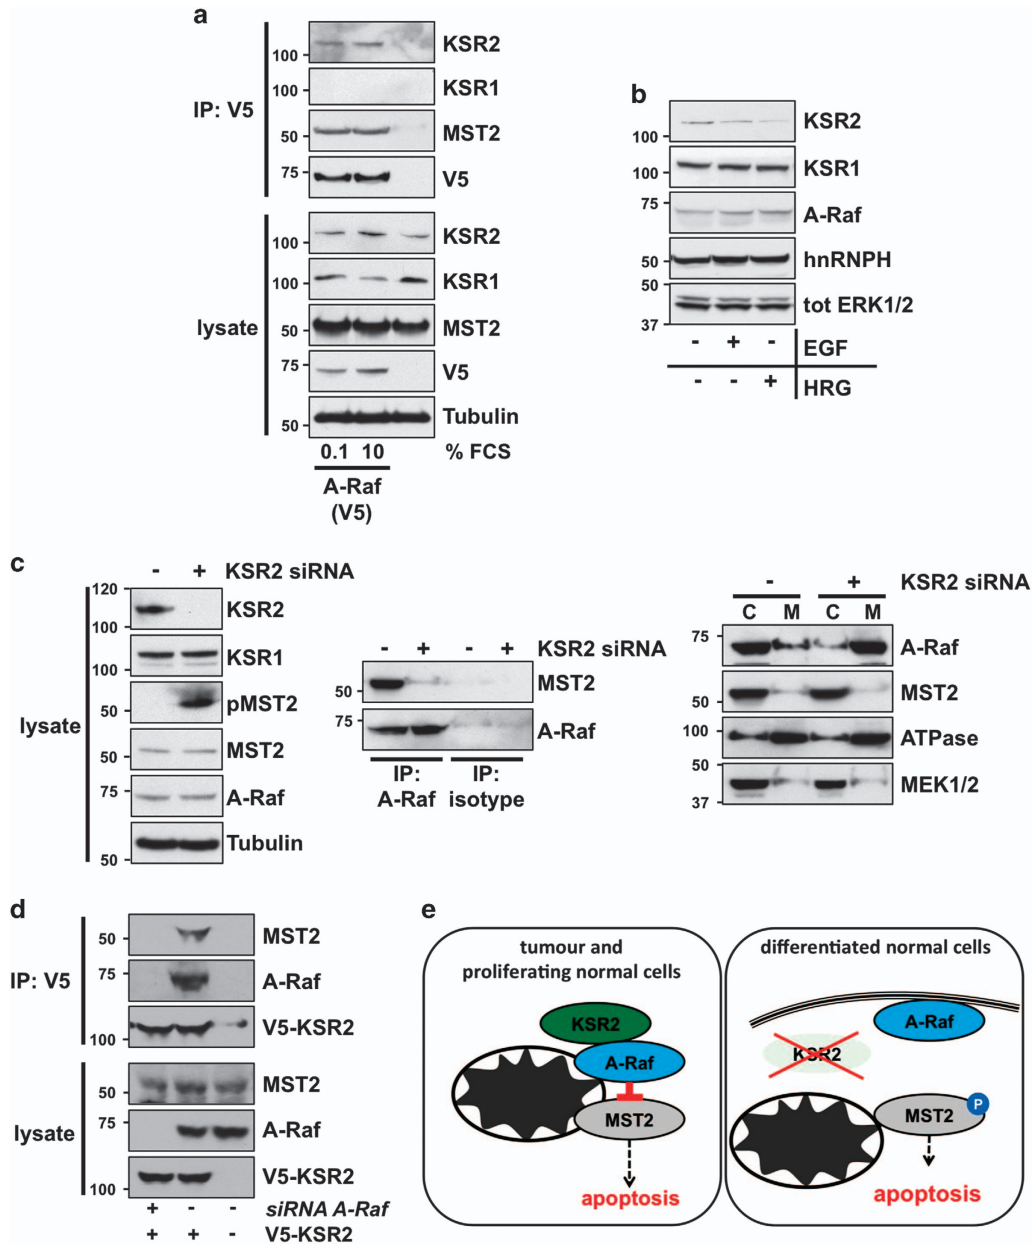 a
IP: V5
100
KSR2
100
KSR1
50
MST2
75
V5
lysate
100
KSR2
100
KSR1
50
MST2
75
V5
50
Tubulin
0.1 10 % FCS
A-Raf
(V5)
b
100
KSR2
100
KSR1
75
A-Raf
50
hnRNPH
50
37
tot ERK1/2
- + - EGF
- - + HRG
c
- + KSR2 siRNA
lysate
120
100
KSR2
100
KSR1
50
pMST2
50
MST2
75
A-Raf
50
Tubulin
- + - + KSR2 siRNA
50
MST2
75
A-Raf
IP: IP:
A-Raf isotype
- + KSR2 siRNA
C M C M
75
A-Raf
50
MST2
100
ATPase
50
37
MEK1/2
d
IP: V5
50
MST2
75
A-Raf
100
V5-KSR2
lysate
50
MST2
75
A-Raf
100
V5-KSR2
+ - - siRNA A-Raf
+ + - V5-KSR2
e
tumour and
proliferating normal cells
KSR2
A-Raf
MST2
apoptosis
differentiated normal cells
A-Raf
KSR2
P
MST2
apoptosis